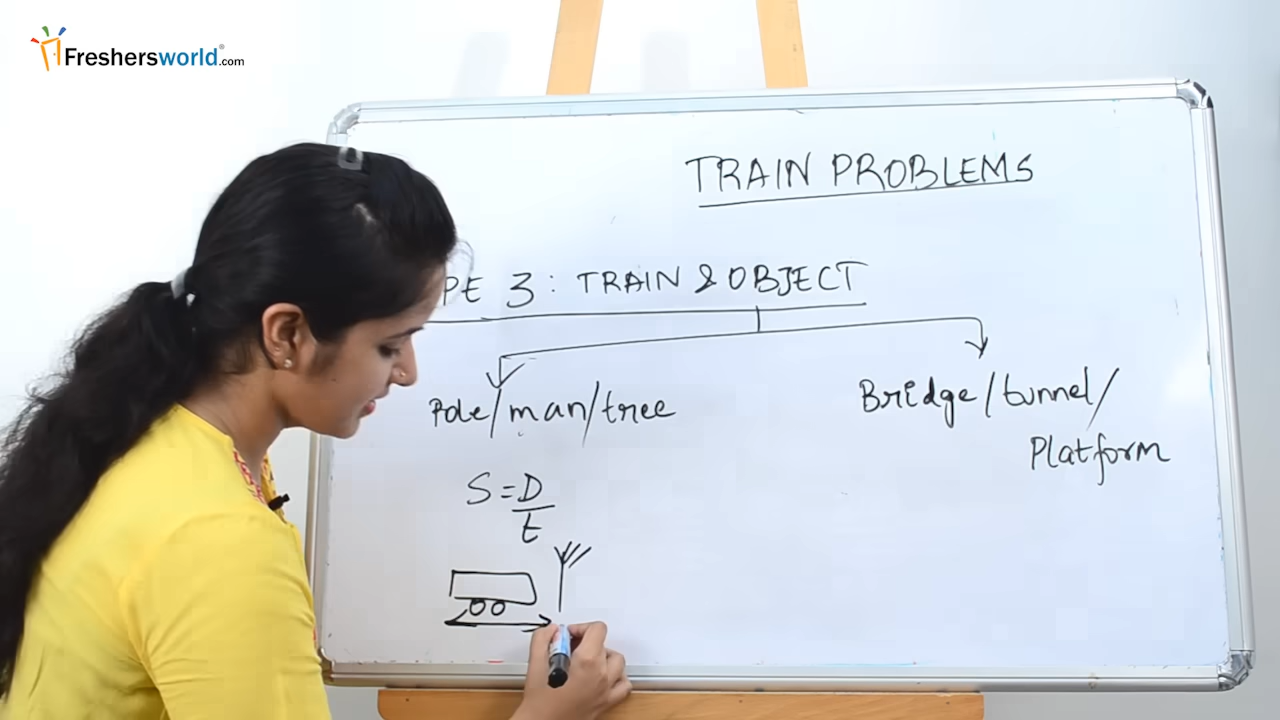 Freshersworld.com
TRAIN PROBLEMS
PE 3: TRAIN & OBJECT
Pole/man/tree
Bridge/tunnel/
Platform
S=D/t